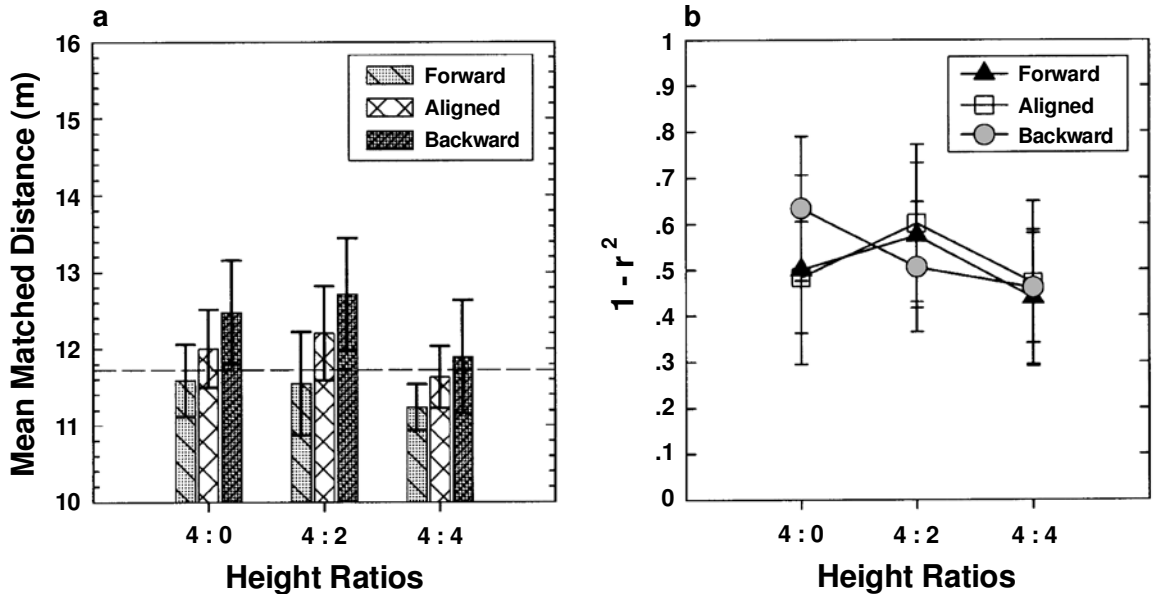 a
Mean Matched Distance (m)
16
15
14
13
12
11
10
Forward
Aligned
Backward
4 : 0
4 : 2
4 : 4
Height Ratios
b
1 - r²
1
.9
.8
.7
.6
.5
.4
.3
.2
.1
0
Forward
Aligned
Backward
4 : 0
4 : 2
4 : 4
Height Ratios